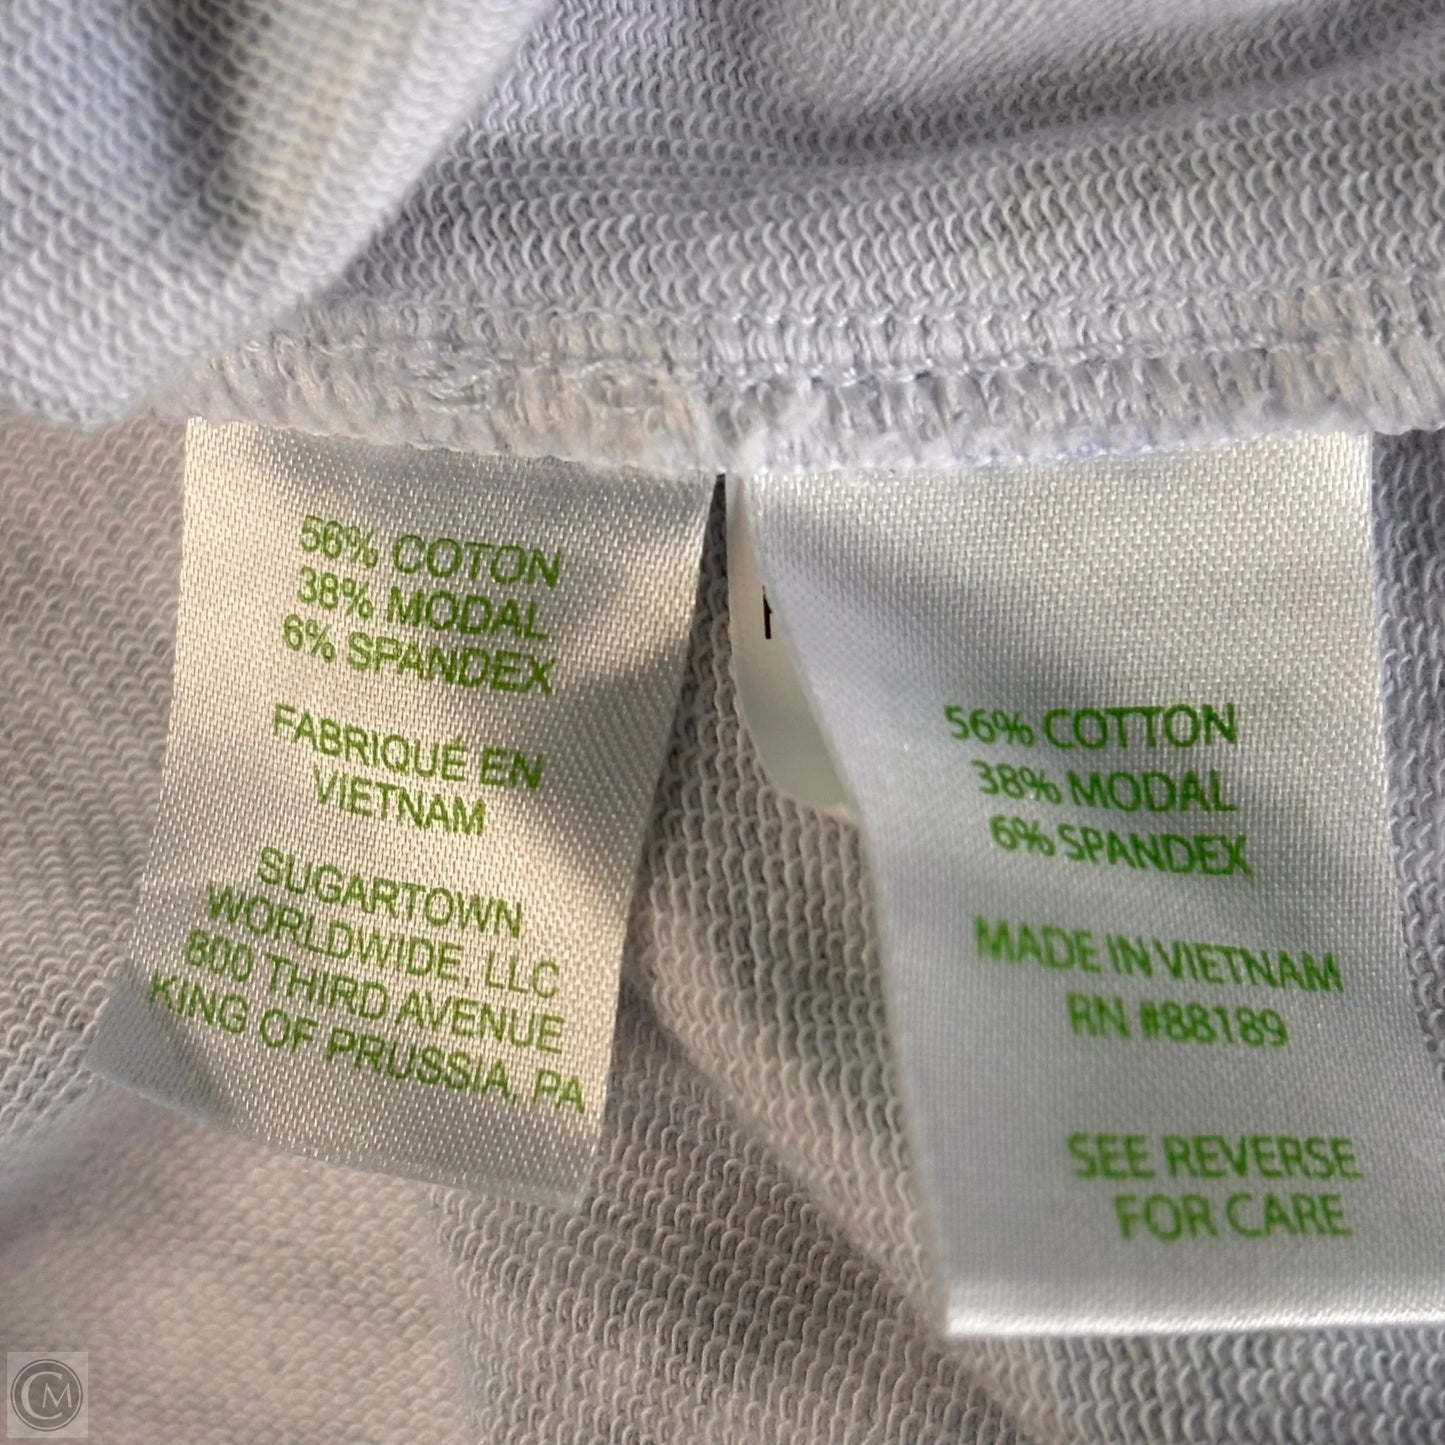 56% COTON
38% MODAL
6% SPANDEX
FABRIQUÉ EN
VIETNAM
SUGARTOWN
WORLDWIDE, LLC
800 THIRD AVENUE
KING OF PRUSSIA, PA
56% COTTON
38% MODAL
6% SPANDEX
MADE IN VIETNAM
RN #88189
SEE REVERSE
FOR CARE
CM